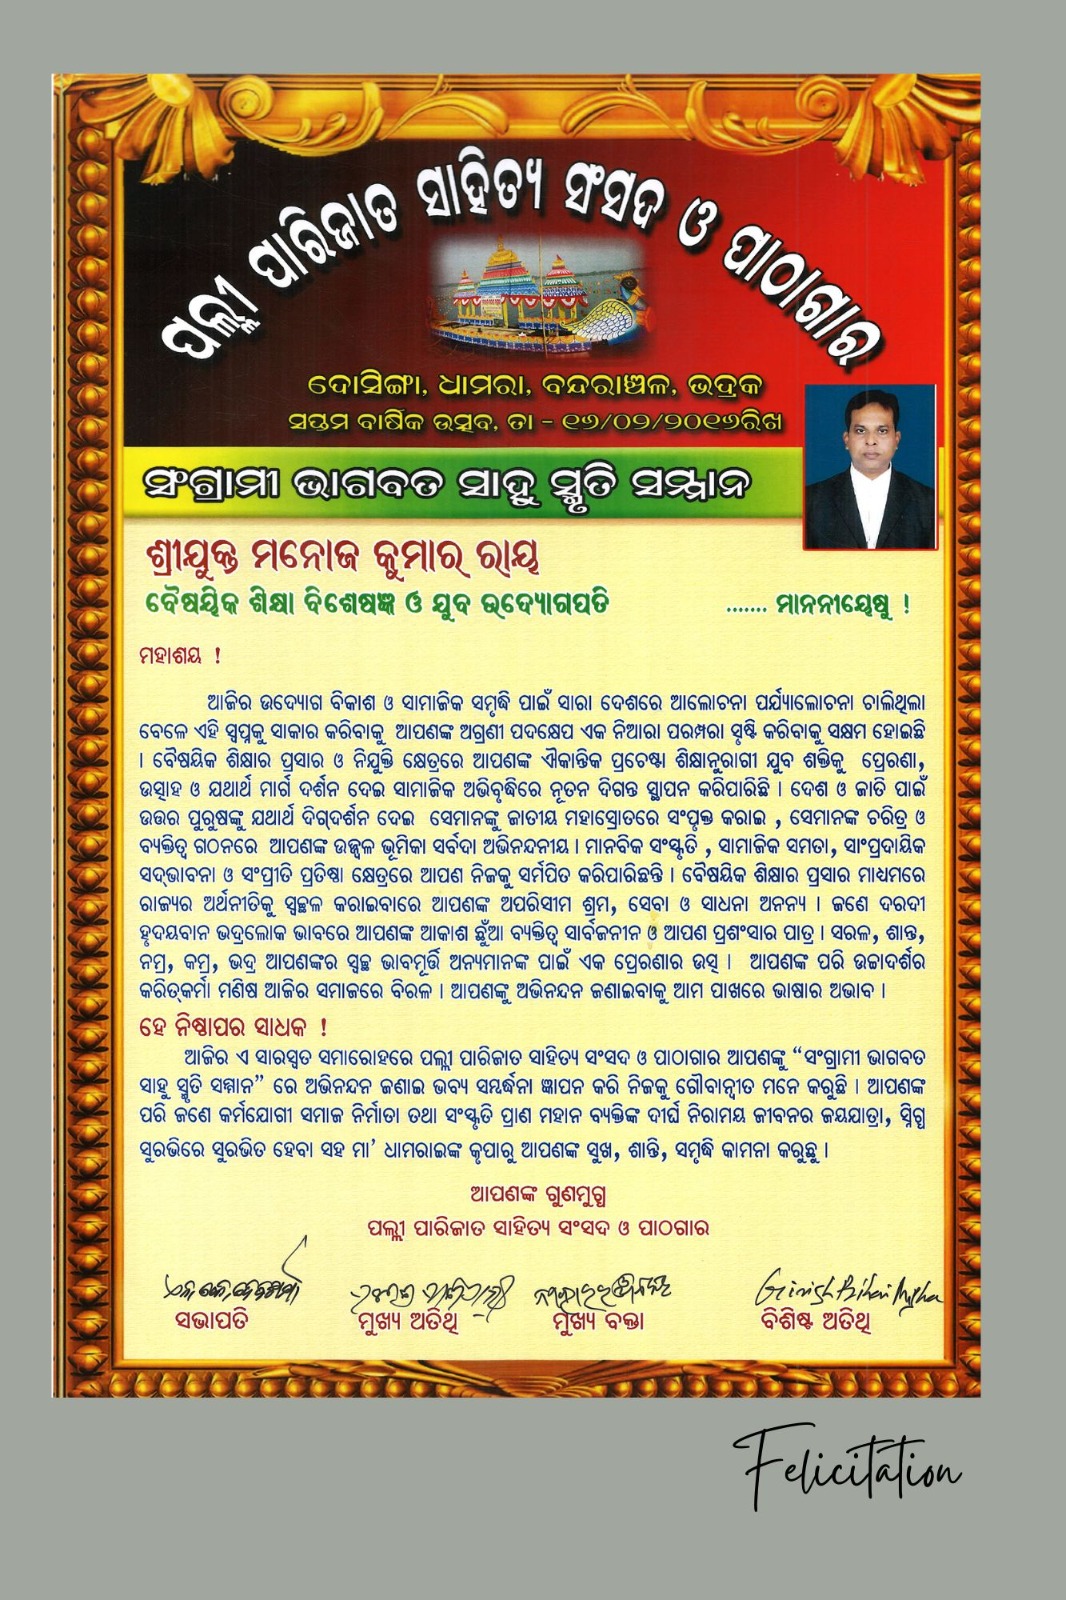 ପଲ୍ଲୀ ପାରିଜାତ ସାହିତ୍ୟ ସଂସଦ ଓ ପାଠାଗାର
ଦୋସିଙ୍ଗା, ଧାମରା, ବନ୍ଦରାଞ୍ଚଳ, ଭଦ୍ରକ
ସପ୍ତମ ବାର୍ଷିକ ଉତ୍ସବ, ତା - ୧୬/୦୨/୨୦୧୬ରିଖ
ସଂଗ୍ରାମୀ ଭାଗବତ ସାହୁ ସ୍ମୃତି ସମ୍ମାନ
ଶ୍ରୀଯୁକ୍ତ ମନୋଜ କୁମାର ରାୟ
ବୈଷୟିକ ଶିକ୍ଷା ବିଶେଷଜ୍ଞ ଓ ଯୁବ ଉଦ୍ୟୋଗପତି ....... ମାନନୀୟେଷୁ !
ମହାଶୟ !
ଆଜିର ଉଦ୍ୟୋଗ ବିକାଶ ଓ ସାମାଜିକ ସମୃଦ୍ଧି ପାଇଁ ସାରା ଦେଶରେ ଆଲୋଚନା ପର୍ଯ୍ୟାଲୋଚନା ଚାଲିଥିଲା
ବେଳେ ଏହି ସ୍ୱପ୍ନକୁ ସାକାର କରିବାକୁ ଆପଣଙ୍କ ଅଗ୍ରଣୀ ପଦକ୍ଷେପ ଏକ ନିଆରା ପରମ୍ପରା ସୃଷ୍ଟି କରିବାକୁ ସକ୍ଷମ ହୋଇଛି
। ବୈଷୟିକ ଶିକ୍ଷାର ପ୍ରସାର ଓ ନିଯୁକ୍ତି କ୍ଷେତ୍ରରେ ଆପଣଙ୍କ ଐକାନ୍ତିକ ପ୍ରଚେଷ୍ଟା ଶିକ୍ଷାନୁରାଗୀ ଯୁବ ଶକ୍ତିକୁ ପ୍ରେରଣା,
ଉତ୍ସାହ ଓ ଯଥାର୍ଥ ମାର୍ଗ ଦର୍ଶନ ଦେଇ ସାମାଜିକ ଅଭିବୃଦ୍ଧିରେ ନୂତନ ଦିଗନ୍ତ ସ୍ଥାପନ କରିପାରିଛି । ଦେଶ ଓ ଜାତି ପାଇଁ
ଉତ୍ତର ପୁରୁଷଙ୍କୁ ଯଥାର୍ଥ ଦିଗ୍‌ଦର୍ଶନ ଦେଇ ସେମାନଙ୍କୁ ଜାତୀୟ ମହାସ୍ରୋତରେ ସଂପୃକ୍ତ କରାଇ , ସେମାନଙ୍କ ଚରିତ୍ର ଓ
ବ୍ୟକ୍ତିତ୍ୱ ଗଠନରେ ଆପଣଙ୍କ ଉଜ୍ଜ୍ୱଳ ଭୂମିକା ସର୍ବଦା ଅଭିନନ୍ଦନୀୟ । ମାନବିକ ସଂସ୍କୃତି , ସାମାଜିକ ସମତା, ସାଂପ୍ରଦାୟିକ
ସଦ୍‌ଭାବନା ଓ ସଂପ୍ରୀତି ପ୍ରତିଷ୍ଠା କ୍ଷେତ୍ରରେ ଆପଣ ନିଜକୁ ସର୍ମପିତ କରିପାରିଛନ୍ତି । ବୈଷୟିକ ଶିକ୍ଷାର ପ୍ରସାର ମାଧ୍ୟମରେ
ରାଜ୍ୟର ଅର୍ଥନୀତିକୁ ସ୍ୱଚ୍ଛଳ କରାଇବାରେ ଆପଣଙ୍କ ଅପରିସୀମ ଶ୍ରମ, ସେବା ଓ ସାଧନା ଅନନ୍ୟ । ଜଣେ ଦରଦୀ
ହୃଦୟବାନ ଭଦ୍ରଲୋକ ଭାବରେ ଆପଣଙ୍କ ଆକାଶ ଛୁଁଆ ବ୍ୟକ୍ତିତ୍ୱ ସାର୍ବଜନୀନ ଓ ଆପଣ ପ୍ରଶଂସାର ପାତ୍ର । ସରଳ, ଶାନ୍ତ,
ନମ୍ର, କମ୍ର, ଭଦ୍ର ଆପଣଙ୍କର ସ୍ୱଚ୍ଛ ଭାବମୂର୍ତ୍ତି ଅନ୍ୟମାନଙ୍କ ପାଇଁ ଏକ ପ୍ରେରଣାର ଉତ୍ସ । ଆପଣଙ୍କ ପରି ଉଚ୍ଚାଦର୍ଶର
କରିତ୍‌କର୍ମା ମଣିଷ ଆଜିର ସମାଜରେ ବିରଳ । ଆପଣଙ୍କୁ ଅଭିନନ୍ଦନ ଜଣାଇବାକୁ ଆମ ପାଖରେ ଭାଷାର ଅଭାବ ।
ହେ ନିଷ୍ଠାପର ସାଧକ !
ଆଜିର ଏ ସାରସ୍ୱତ ସମାରୋହରେ ପଲ୍ଲୀ ପାରିଜାତ ସାହିତ୍ୟ ସଂସଦ ଓ ପାଠାଗାର ଆପଣଙ୍କୁ “ସଂଗ୍ରାମୀ ଭାଗବତ
ସାହୁ ସ୍ମୃତି ସମ୍ମାନ” ରେ ଅଭିନନ୍ଦନ ଜଣାଇ ଭବ୍ୟ ସମ୍ବର୍ଦ୍ଧନା ଜ୍ଞାପନ କରି ନିଜକୁ ଗୌବାନ୍ୱୀତ ମନେ କରୁଛି । ଆପଣଙ୍କ
ପରି ଜଣେ କର୍ମଯୋଗୀ ସମାଜ ନିର୍ମାତା ତଥା ସଂସ୍କୃତି ପ୍ରାଣ ମହାନ ବ୍ୟକ୍ତିଙ୍କ ଦୀର୍ଘ ନିରାମୟ ଜୀବନର ଜୟଯାତ୍ରା, ସ୍ନିଗ୍ଧ
ସୁରଭିରେ ସୁରଭିତ ହେବା ସହ ମା’ ଧାମରାଇଙ୍କ କୃପାରୁ ଆପଣଙ୍କ ସୁଖ, ଶାନ୍ତି, ସମୃଦ୍ଧି କାମନା କରୁଛୁ ।
ଆପଣଙ୍କ ଗୁଣମୁଗ୍ଧ
ପଲ୍ଲୀ ପାରିଜାତ ସାହିତ୍ୟ ସଂସଦ ଓ ପାଠଗାର
ସଭାପତି ମୁଖ୍ୟ ଅତିଥି ମୁଖ୍ୟ ବକ୍ତା ବିଶିଷ୍ଟ ଅତିଥି
Felicitation